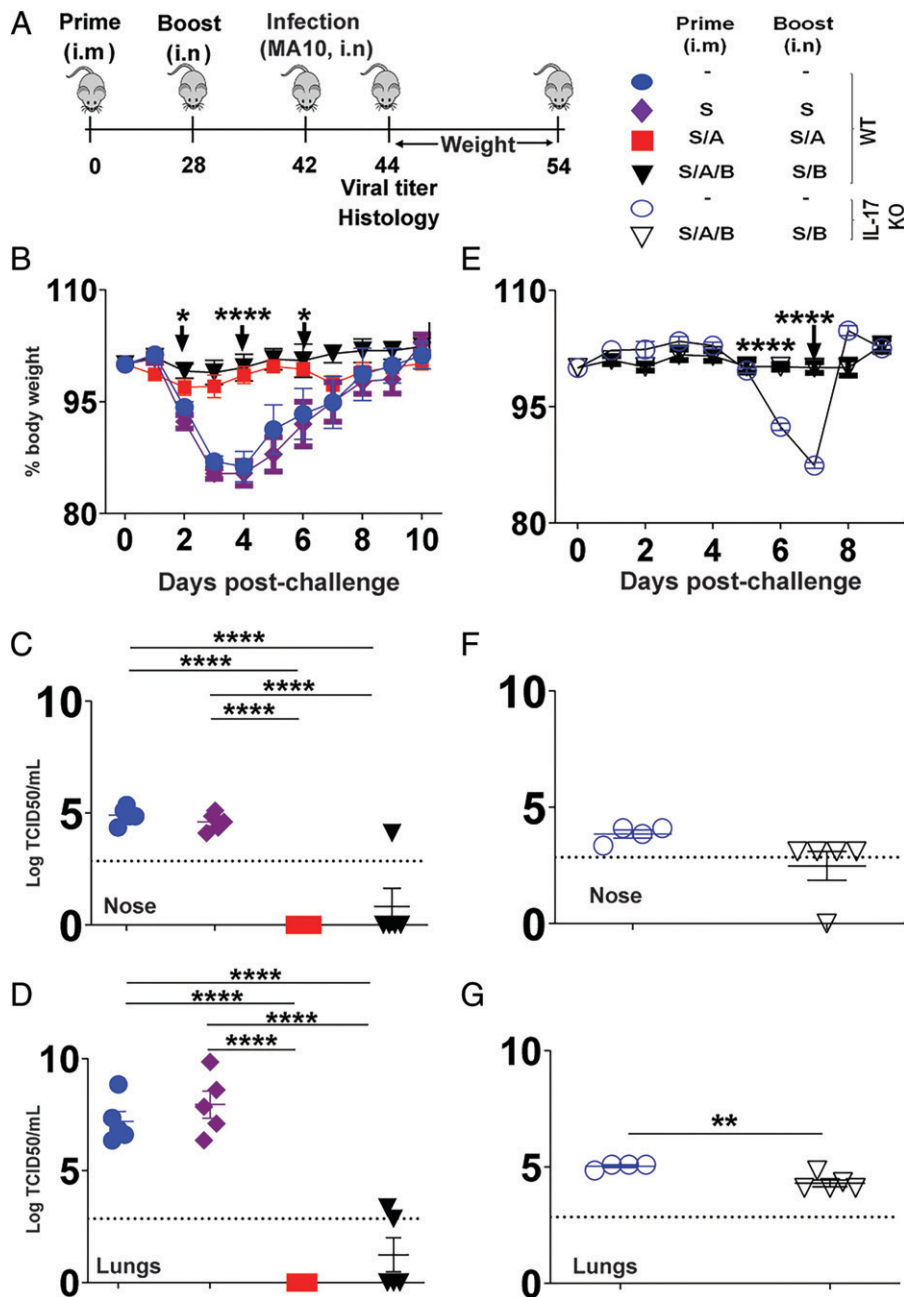 A
Prime
(i.m)
Boost
(i.n)
Infection
(MA10, i.n)
0
28
42
44
54
Weight
Viral titer
Histology
Prime
(i.m)
Boost
(i.n)
- -
S S
S/A S/A
S/A/B S/B
WT
- -
S/A/B S/B
IL-17
KO
B
110
95
80
% body weight
* **** *
0 2 4 6 8 10
Days post-challenge
E
110
95
80
**** ****
0 2 4 6 8
Days post-challenge
C
****
****
****
****
10
5
0
Log TCID50/mL
Nose
F
10
5
0
Nose
D
****
****
****
****
10
5
0
Log TCID50/mL
Lungs
G
10
5
0
**
Lungs